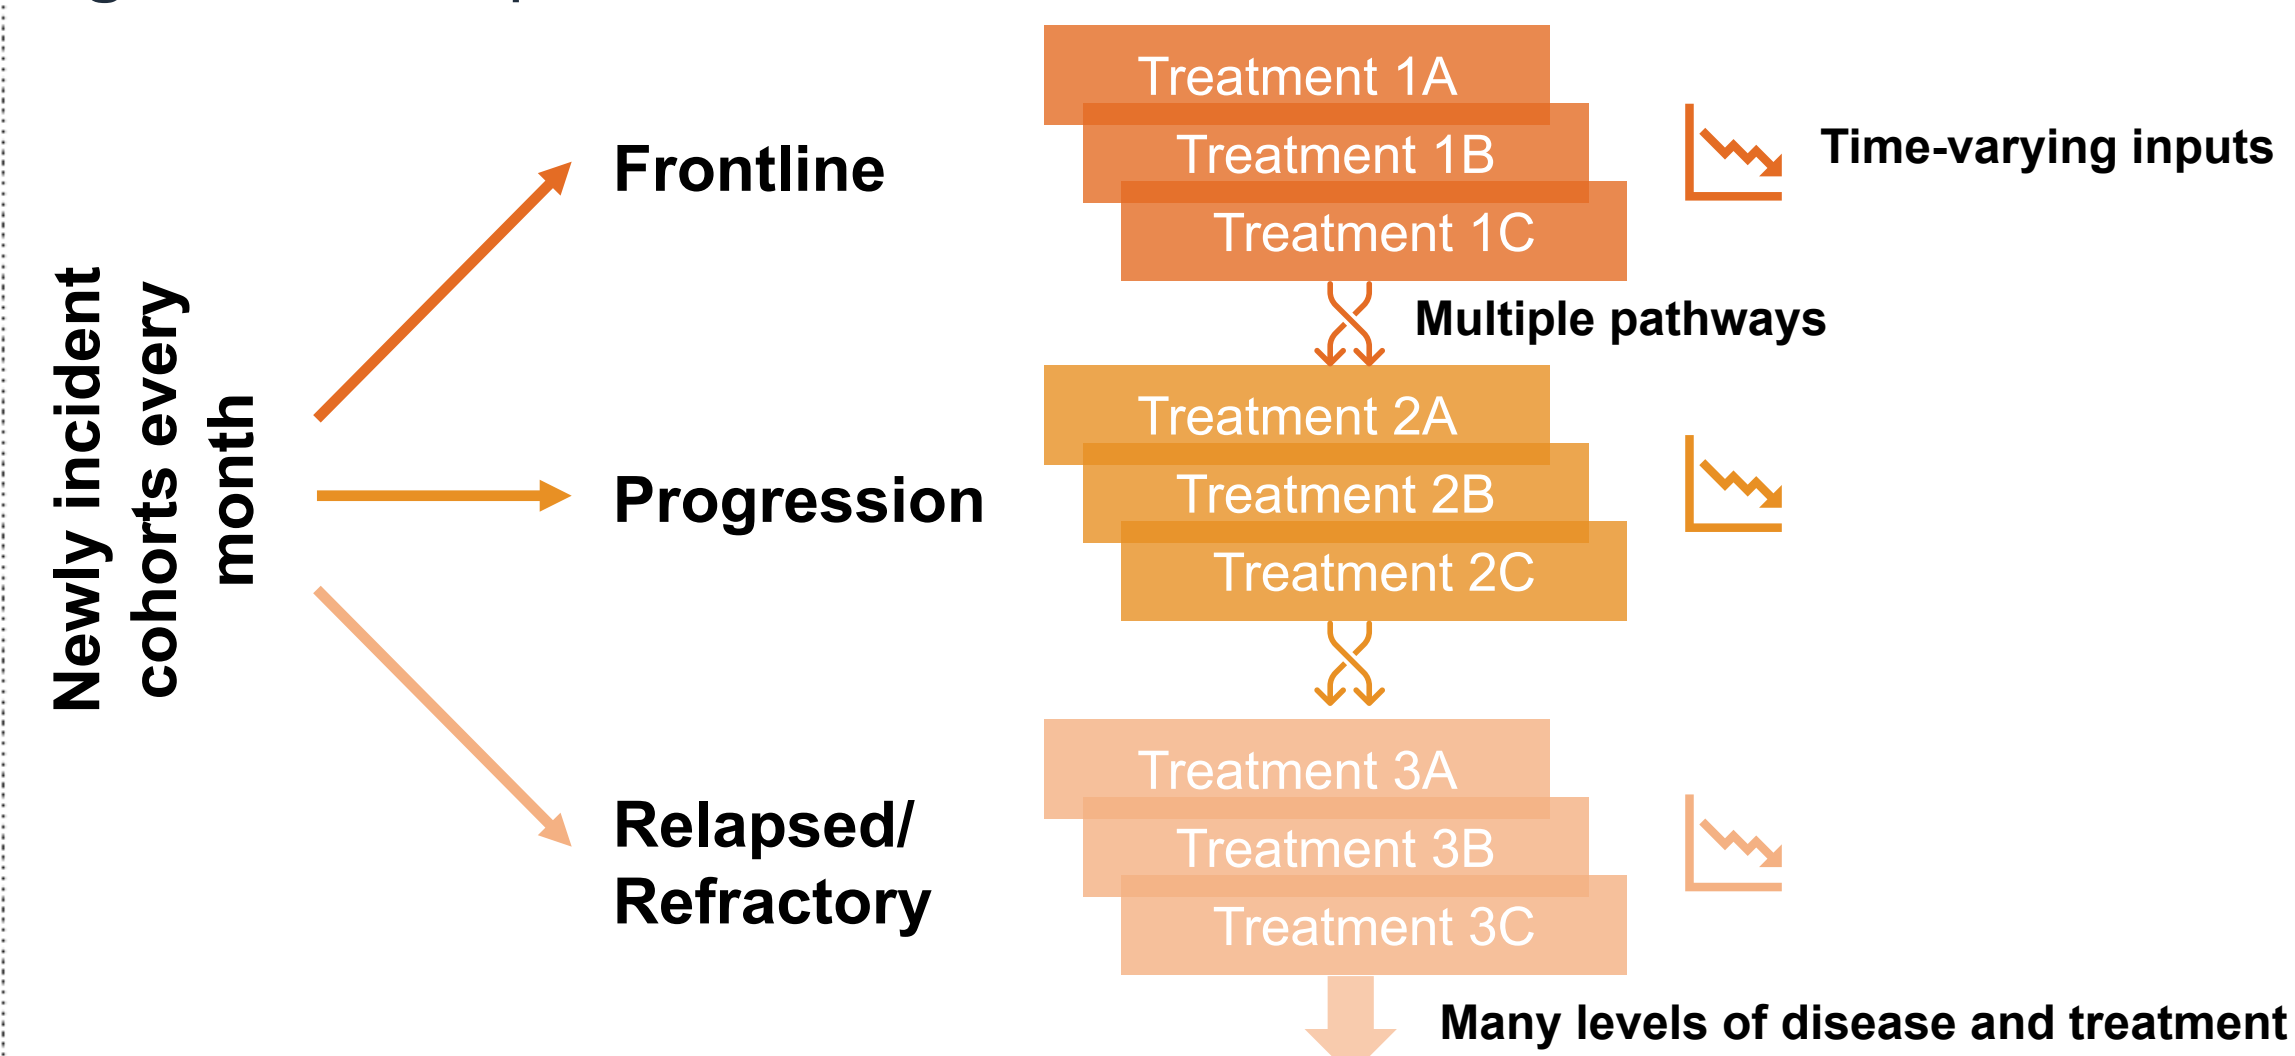 Newly incident
cohorts every
month
Frontline
Treatment 1A
Treatment 1B
Treatment 1C
Time-varying inputs
Multiple pathways
Progression
Treatment 2A
Treatment 2B
Treatment 2C
Relapsed/
Refractory
Treatment 3A
Treatment 3B
Treatment 3C
Many levels of disease and treatment